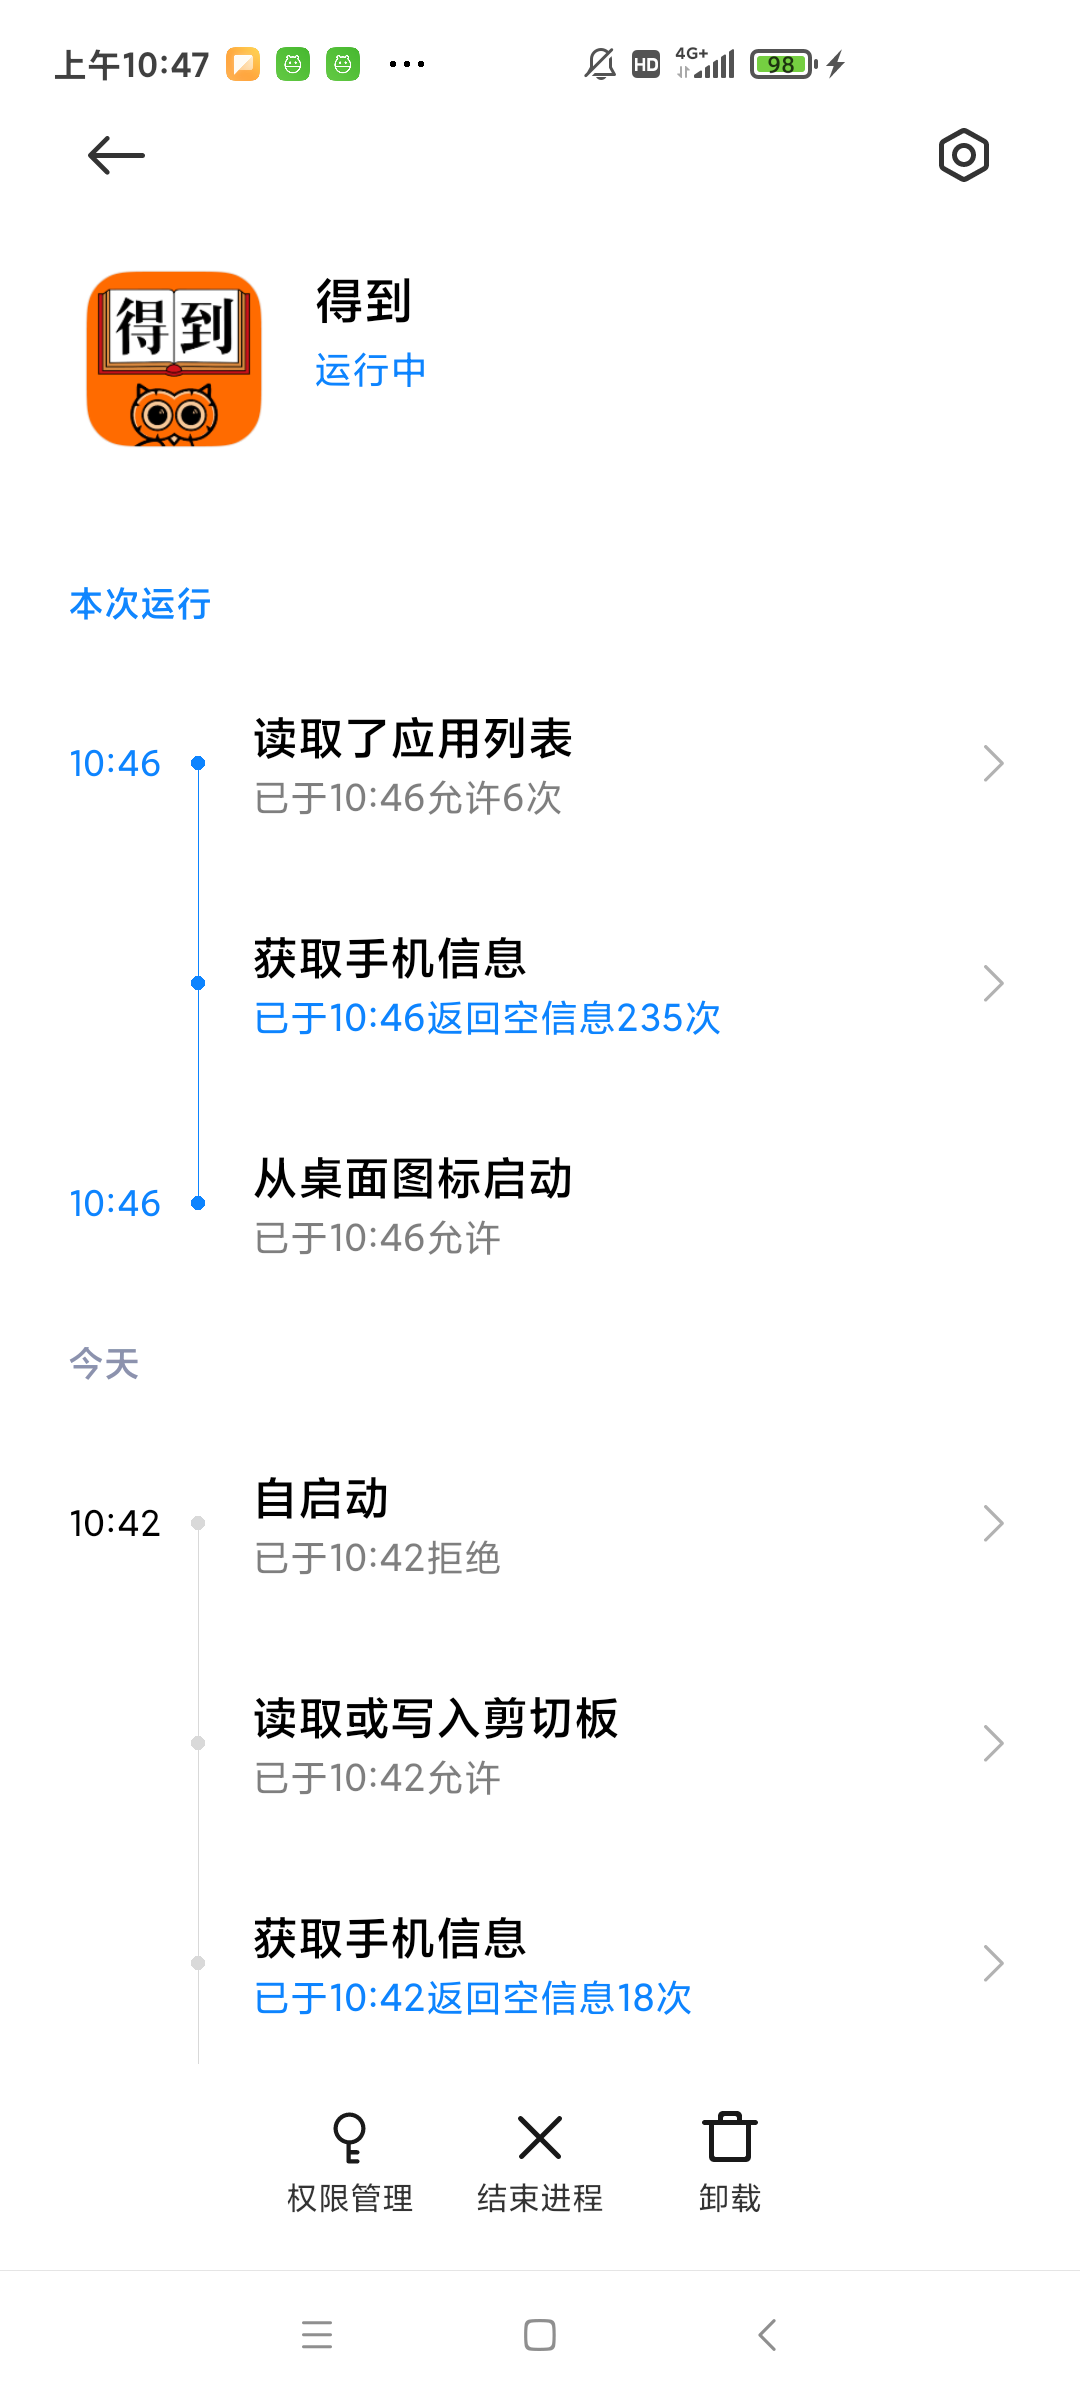 上午10:47
HD
4G+
98
得到
得到
运行中
本次运行
10:46
读取了应用列表
已于10:46允许6次
获取手机信息
已于10:46返回空信息235次
10:46
从桌面图标启动
已于10:46允许
今天
10:42
自启动
已于10:42拒绝
读取或写入剪切板
已于10:42允许
获取手机信息
已于10:42返回空信息18次
权限管理
结束进程
卸载